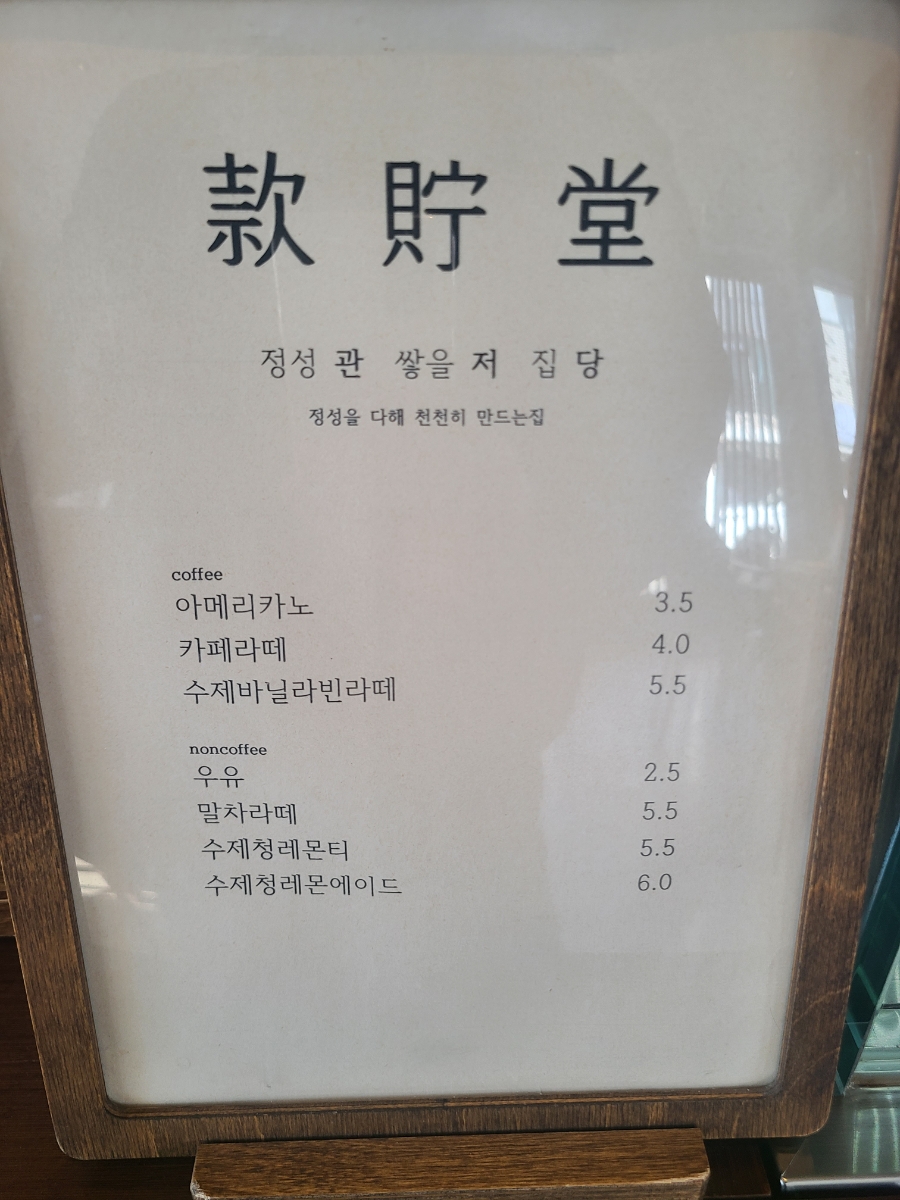 款貯堂
정성 관 쌓을 저 집 당
정성을 다해 천천히 만드는집
coffee
아메리카노 3.5
카페라떼 4.0
수제바닐라빈라떼 5.5
noncoffee
우유 2.5
말차라떼 5.5
수제청레몬티 5.5
수제청레몬에이드 6.0